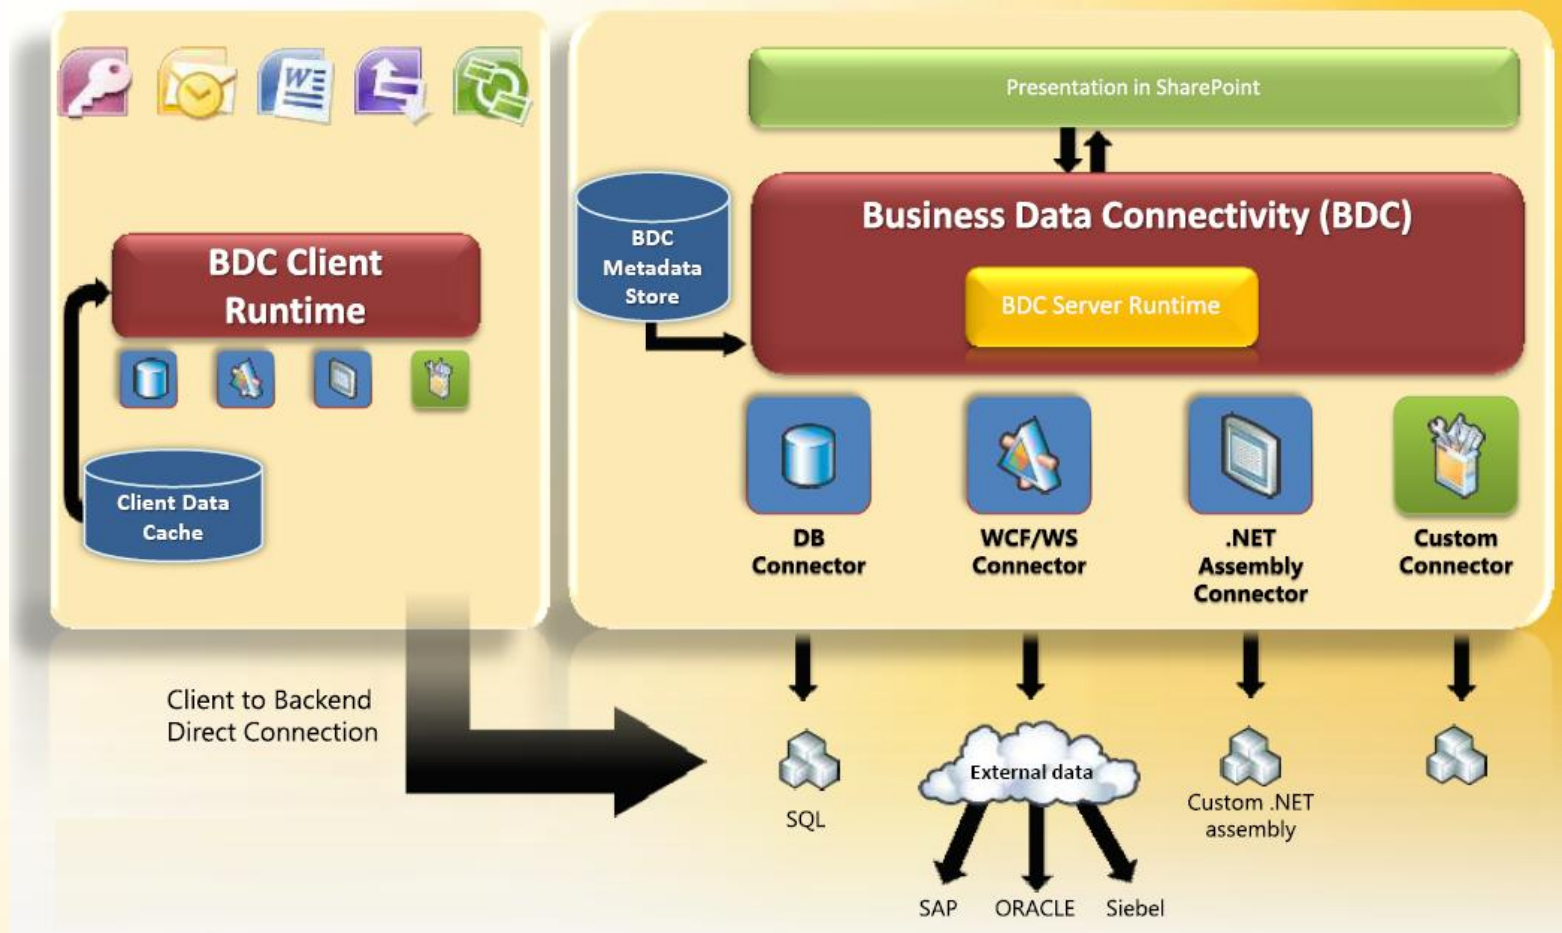 W
Presentation in SharePoint
Business Data Connectivity (BDC)
BDC
Metadata
Store
BDC Server Runtime
BDC Client
Runtime
Client Data
Cache
DB
Connector
WCF/WS
Connector
.NET
Assembly
Connector
Custom
Connector
Client to Backend
Direct Connection
SQL
External data
SAP
ORACLE
Siebel
Custom .NET
assembly